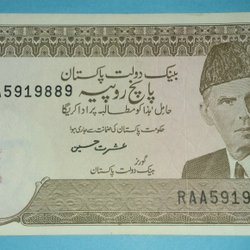 بینک دولت پاکستان
A5919889
پانچ روپیہ
حامل ہٰذا کو مطالبہ پر ادا کریگا
حکومت پاکستان کی ضمانت سے جاری ہوا
عشرت حسین
گورنر
بینک دولت پاکستان
RAA5919